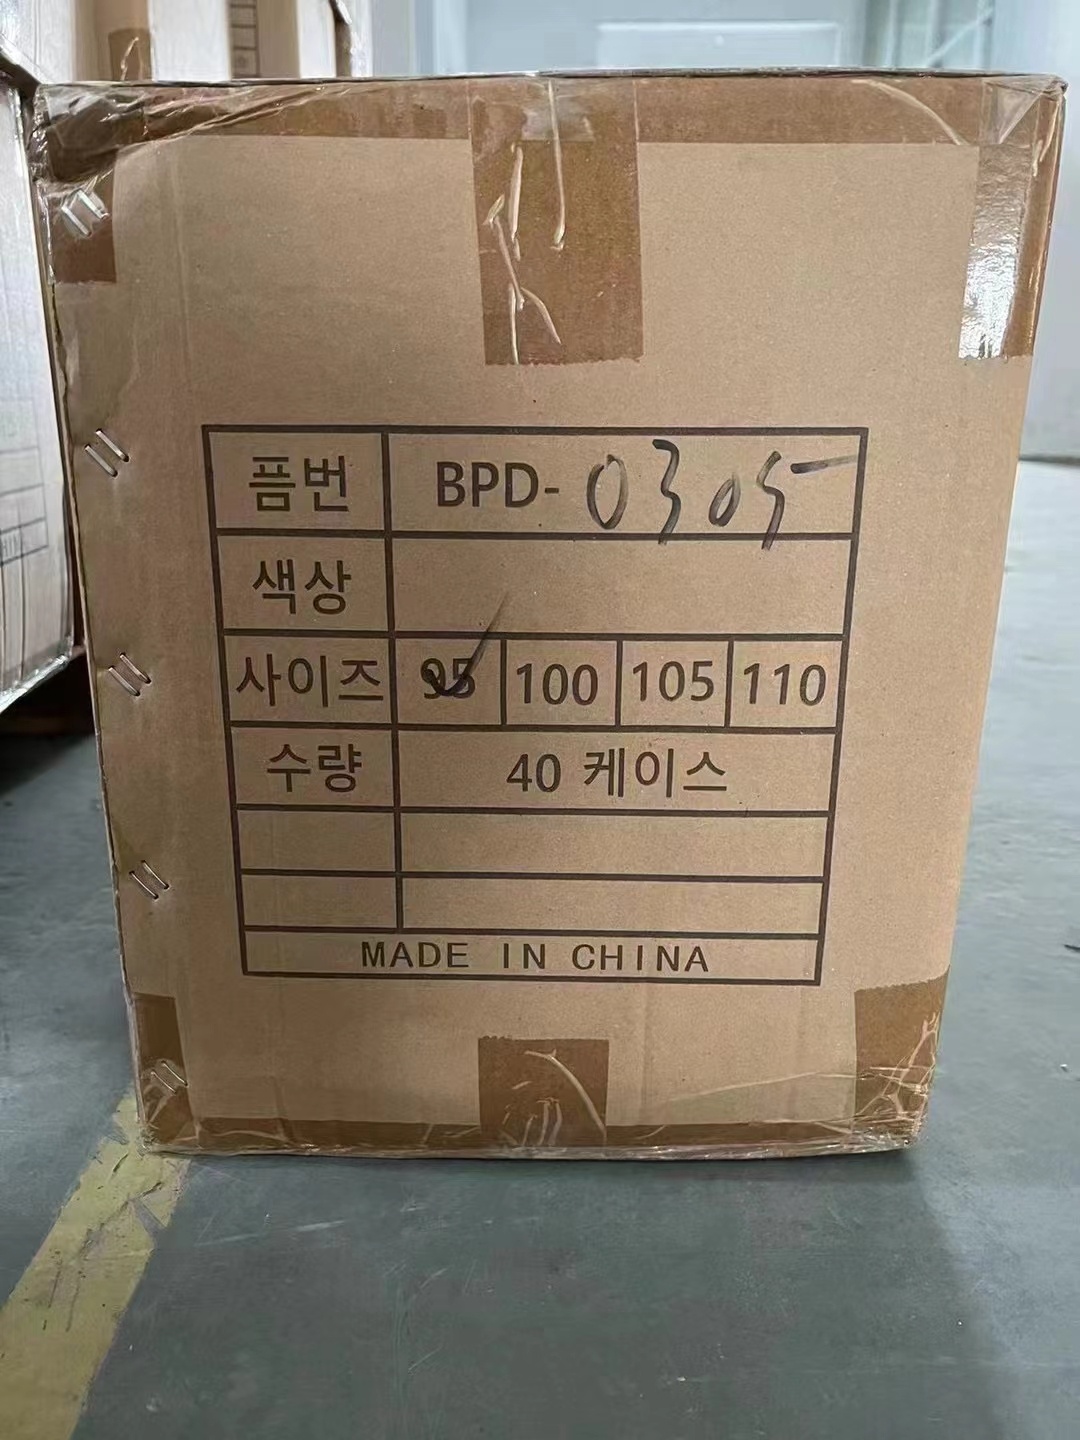 픔번 BPD- 0305
색상
사이즈 95 100 105 110
수량 40 케이스
MADE IN CHINA